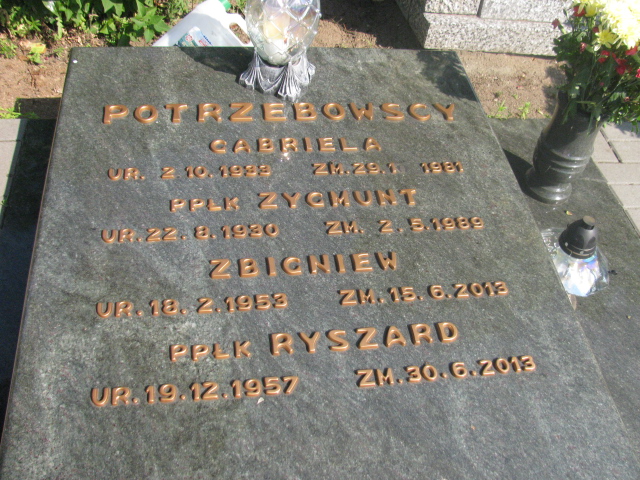 POTRZEBOWSCY
GABRIELA
UR. 2.10.1933 ZM.29.1.1981
PPŁK ZYGMUNT
UR.22.8.1930 ZM. 2.5.1989
ZBIGNIEW
UR.18.2.1953 ZM.15.6.2013
PPŁK RYSZARD
UR.19.12.1957 ZM.30.6.2013